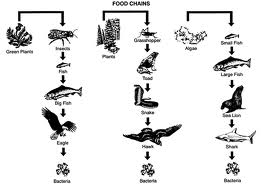 FOOD CHAINS
Green Plants
Insects
Fish
Big Fish
Eagle
Bacteria
Plants
Grasshopper
Toad
Snake
Hawk
Bacteria
Algae
Small Fish
Large Fish
Sea Lion
Shark
Bacteria